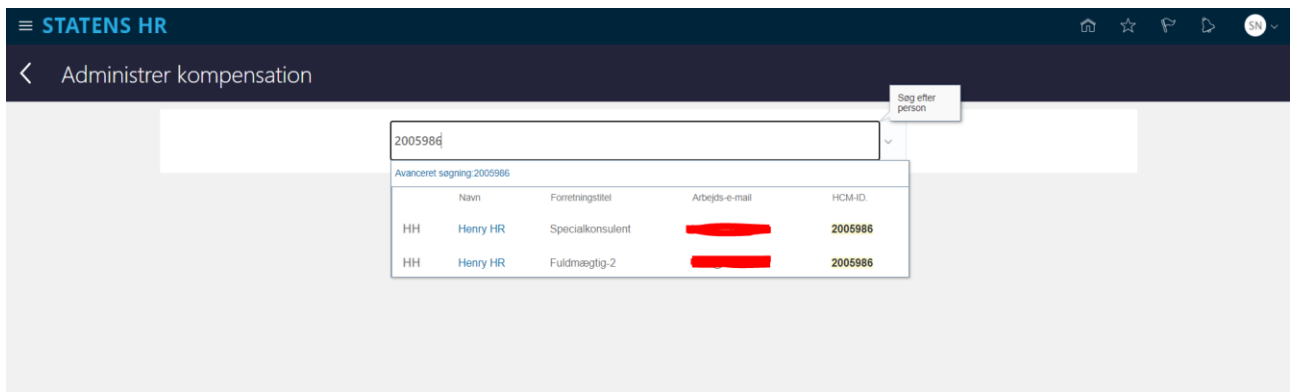 STATENS HR
SN
Administrer kompensation
Søg efter
person
2005986
Avanceret søgning:2005986
Navn Forretningstitel Arbejds-e-mail HCM-ID.
HH Henry HR Specialkonsulent 2005986
HH Henry HR Fuldmægtig-2 2005986